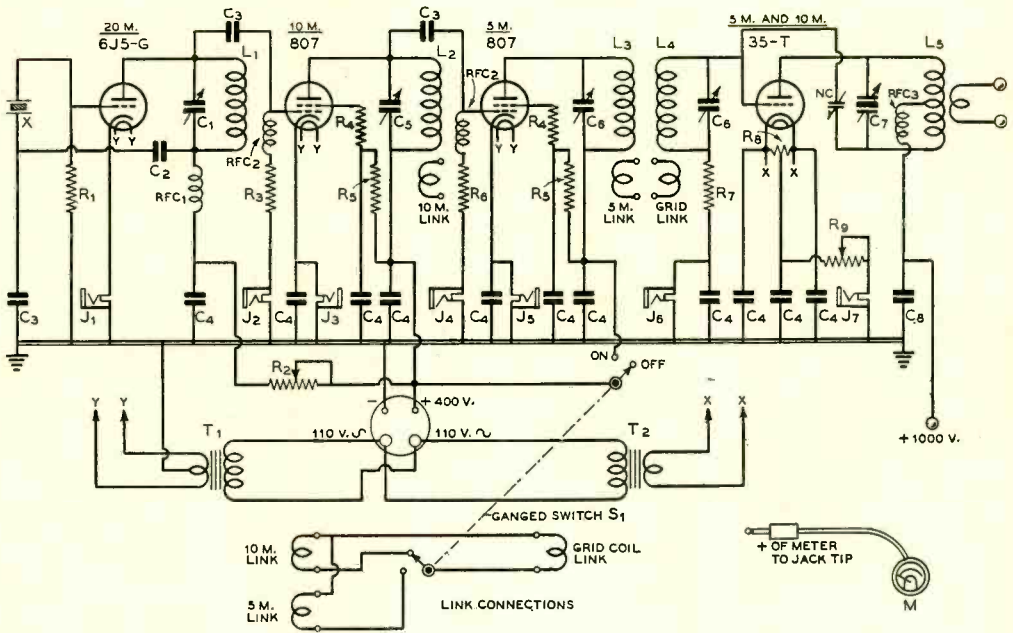 20 M.
6J5-G
C3
10 M.
807
C3
5 M.
807
5 M. AND 10 M.
35-T
L1
L2
L3
L4
L5
X
C1
C2
R1
RFC1
Y Y
RFC2
R3
Y Y
R4
R5
C5
10 M.
LINK
RFC2
R6
Y Y
R4
R5
C6
5 M.
LINK
GRID
LINK
C6
R7
R8
X X
NC
C7
RFC3
R9
C3
J1
C4
J2
C4
J3
C4
C4
J4
C4
J5
C4
C4
J6
C4
C4
C4
C4
J7
C8
ON
OFF
R2
- + 400 V.
+ 1000 V.
Y Y
T1
110 V. ∿
110 V. ∿
T2
X X
GANGED SWITCH S1
10 M.
LINK
5 M.
LINK
GRID COIL
LINK
LINK CONNECTIONS
+ OF METER
TO JACK TIP
M